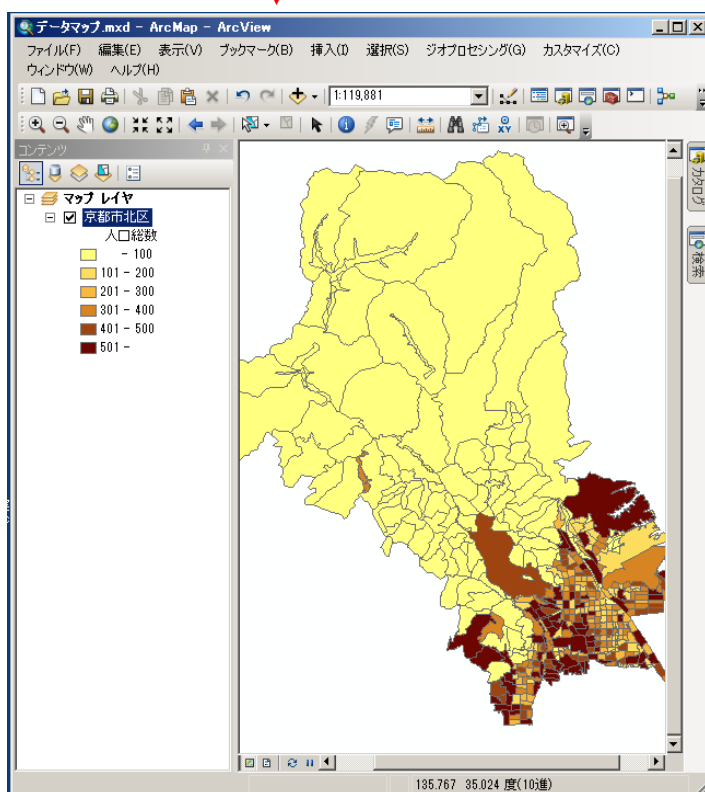 データマップ.mxd - ArcMap - ArcView
ファイル(F) 編集(E) 表示(V) ブックマーク(B) 挿入(I) 選択(S) ジオプロセシング(G) カスタマイズ(C)
ウィンドウ(W) ヘルプ(H)
1:119,881
コンテンツ
マップ レイヤ
京都市北区
人口総数
- 100
101 - 200
201 - 300
301 - 400
401 - 500
501 -
カタログ
検索
135.767 35.024 度(10進)